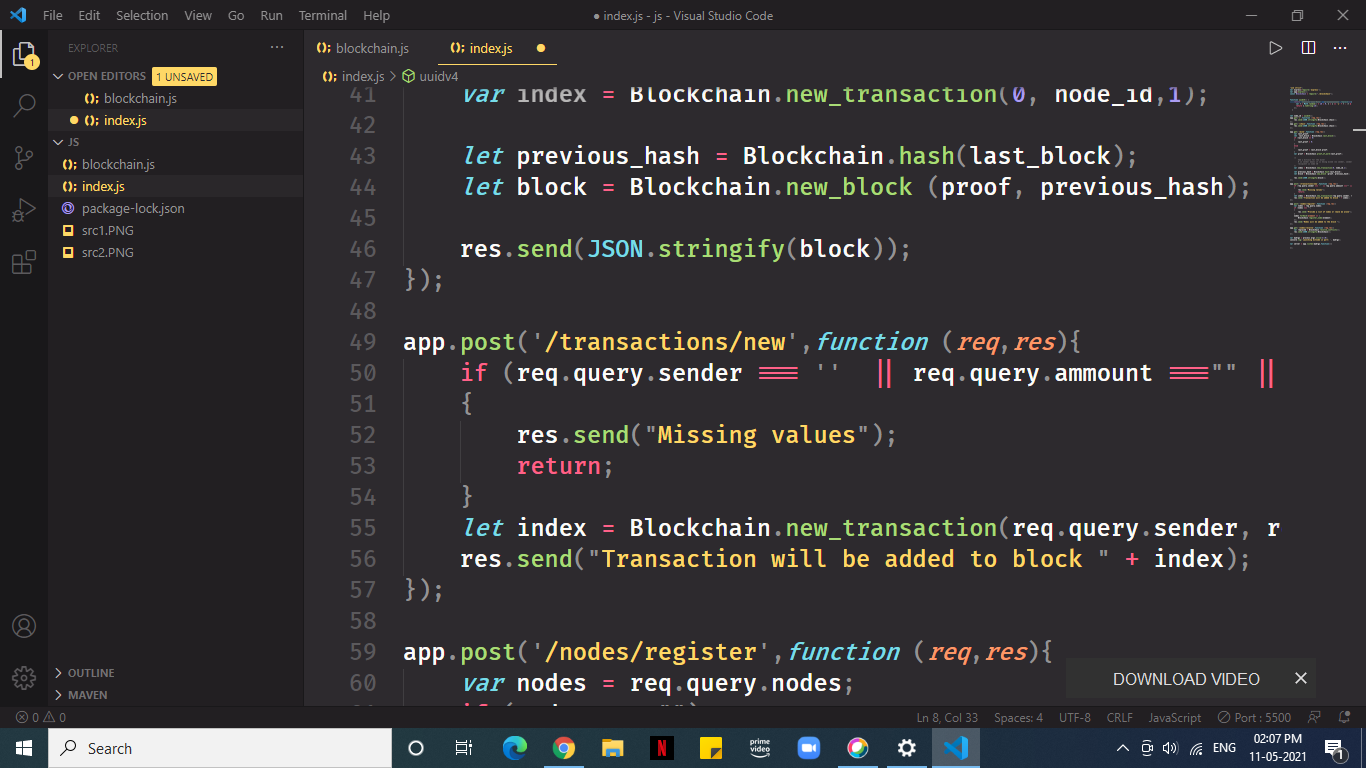 File Edit Selection View Go Run Terminal Help ● index.js - js - Visual Studio Code
EXPLORER ···
OPEN EDITORS 1 UNSAVED
blockchain.js
index.js
JS
blockchain.js
index.js
package-lock.json
src1.PNG
src2.PNG
OUTLINE
MAVEN
1
blockchain.js index.js
index.js > uuidv4
41 var index = Blockchain.new_transaction(0, node_id,1);
42
43 let previous_hash = Blockchain.hash(last_block);
44 let block = Blockchain.new_block (proof, previous_hash);
45
46 res.send(JSON.stringify(block));
47 });
48
49 app.post('/transactions/new',function (req,res){
50 if (req.query.sender === '' || req.query.ammount ==="" ||
51 {
52 res.send("Missing values");
53 return;
54 }
55 let index = Blockchain.new_transaction(req.query.sender, r
56 res.send("Transaction will be added to block " + index);
57 });
58
59 app.post('/nodes/register',function (req,res){
60 var nodes = req.query.nodes;
DOWNLOAD VIDEO
0 0 Ln 8, Col 33 Spaces: 4 UTF-8 CRLF JavaScript Port : 5500
Search
N
prime video
ENG
02:07 PM
11-05-2021
1